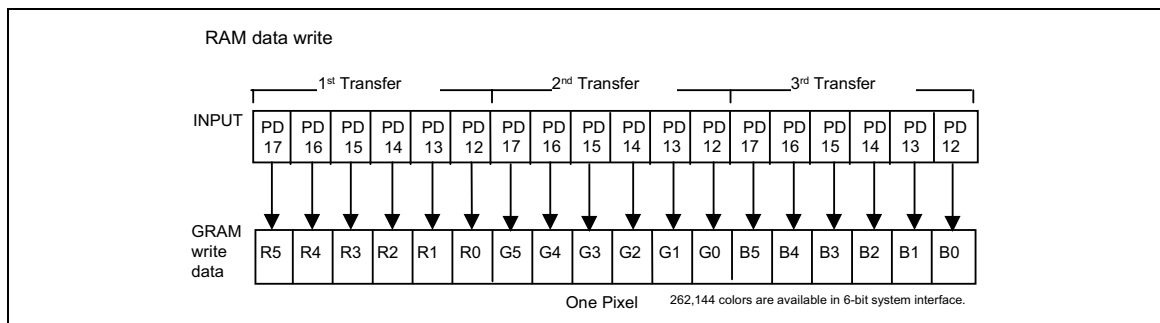 RAM data write
1st Transfer 2nd Transfer 3rd Transfer
INPUT PD 17 PD 16 PD 15 PD 14 PD 13 PD 12 PD 17 PD 16 PD 15 PD 14 PD 13 PD 12 PD 17 PD 16 PD 15 PD 14 PD 13 PD 12
GRAM write data R5 R4 R3 R2 R1 R0 G5 G4 G3 G2 G1 G0 B5 B4 B3 B2 B1 B0
One Pixel 262,144 colors are available in 6-bit system interface.